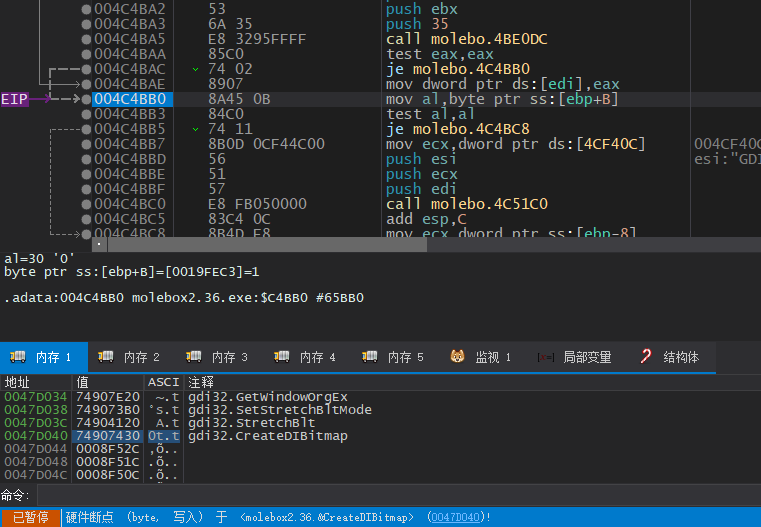 004C4BA2 53 push ebx
004C4BA3 6A 35 push 35
004C4BA5 E8 3295FFFF call molebo.4BE0DC
004C4BAA 85C0 test eax,eax
004C4BAC 74 02 je molebo.4C4BB0
004C4BAE 8907 mov dword ptr ds:[edi],eax
EIP 004C4BB0 8A45 0B mov al,byte ptr ss:[ebp+B]
004C4BB3 84C0 test al,al
004C4BB5 74 11 je molebo.4C4BC8
004C4BB7 8B0D 0CF44C00 mov ecx,dword ptr ds:[4CF40C] 004CF40C
004C4BBD 56 push esi esi:"GDI
004C4BBE 51 push ecx
004C4BBF 57 push edi
004C4BC0 E8 FB050000 call molebo.4C51C0
004C4BC5 83C4 0C add esp,C
004C4BC8 8B4D F8 mov ecx,dword ptr ss:[ebp-8]
al=30 '0'
byte ptr ss:[ebp+B]=[0019FEC3]=1
.adata:004C4BB0 molebox2.36.exe:$C4BB0 #65BB0
内存 1 内存 2 内存 3 内存 4 内存 5 监视 1 [x=] 局部变量 结构体
地址 值 ASCI 注释
0047D034 74907E20 ~.t gdi32.GetWindowOrgEx
0047D038 749073B0 °s.t gdi32.SetStretchBltMode
0047D03C 74904120 A.t gdi32.StretchBlt
0047D040 74907430 0t.t gdi32.CreateDIBitmap
0047D044 0008F52C ,õ..
0047D048 0008F51C .õ..
0047D04C 0008F50C .õ..
命令:
已暂停 硬件断点 (byte, 写入) 于 <molebox2.36.&CreateDIBitmap> (0047D040)!